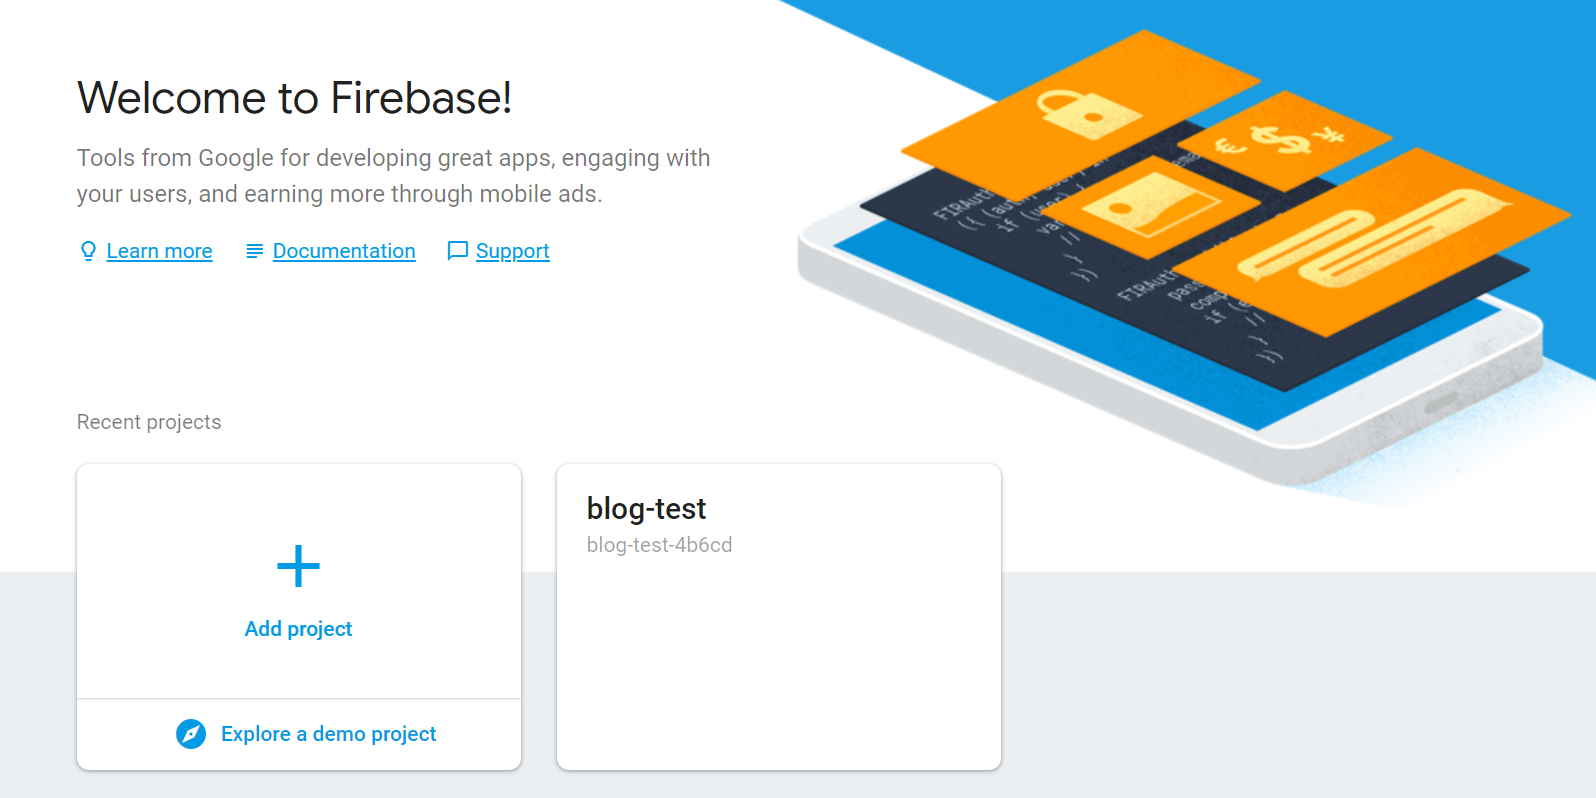 Welcome to Firebase!
Tools from Google for developing great apps, engaging with
your users, and earning more through mobile ads.
Learn more Documentation Support
Recent projects
Add project
Explore a demo project
blog-test
blog-test-4b6cd